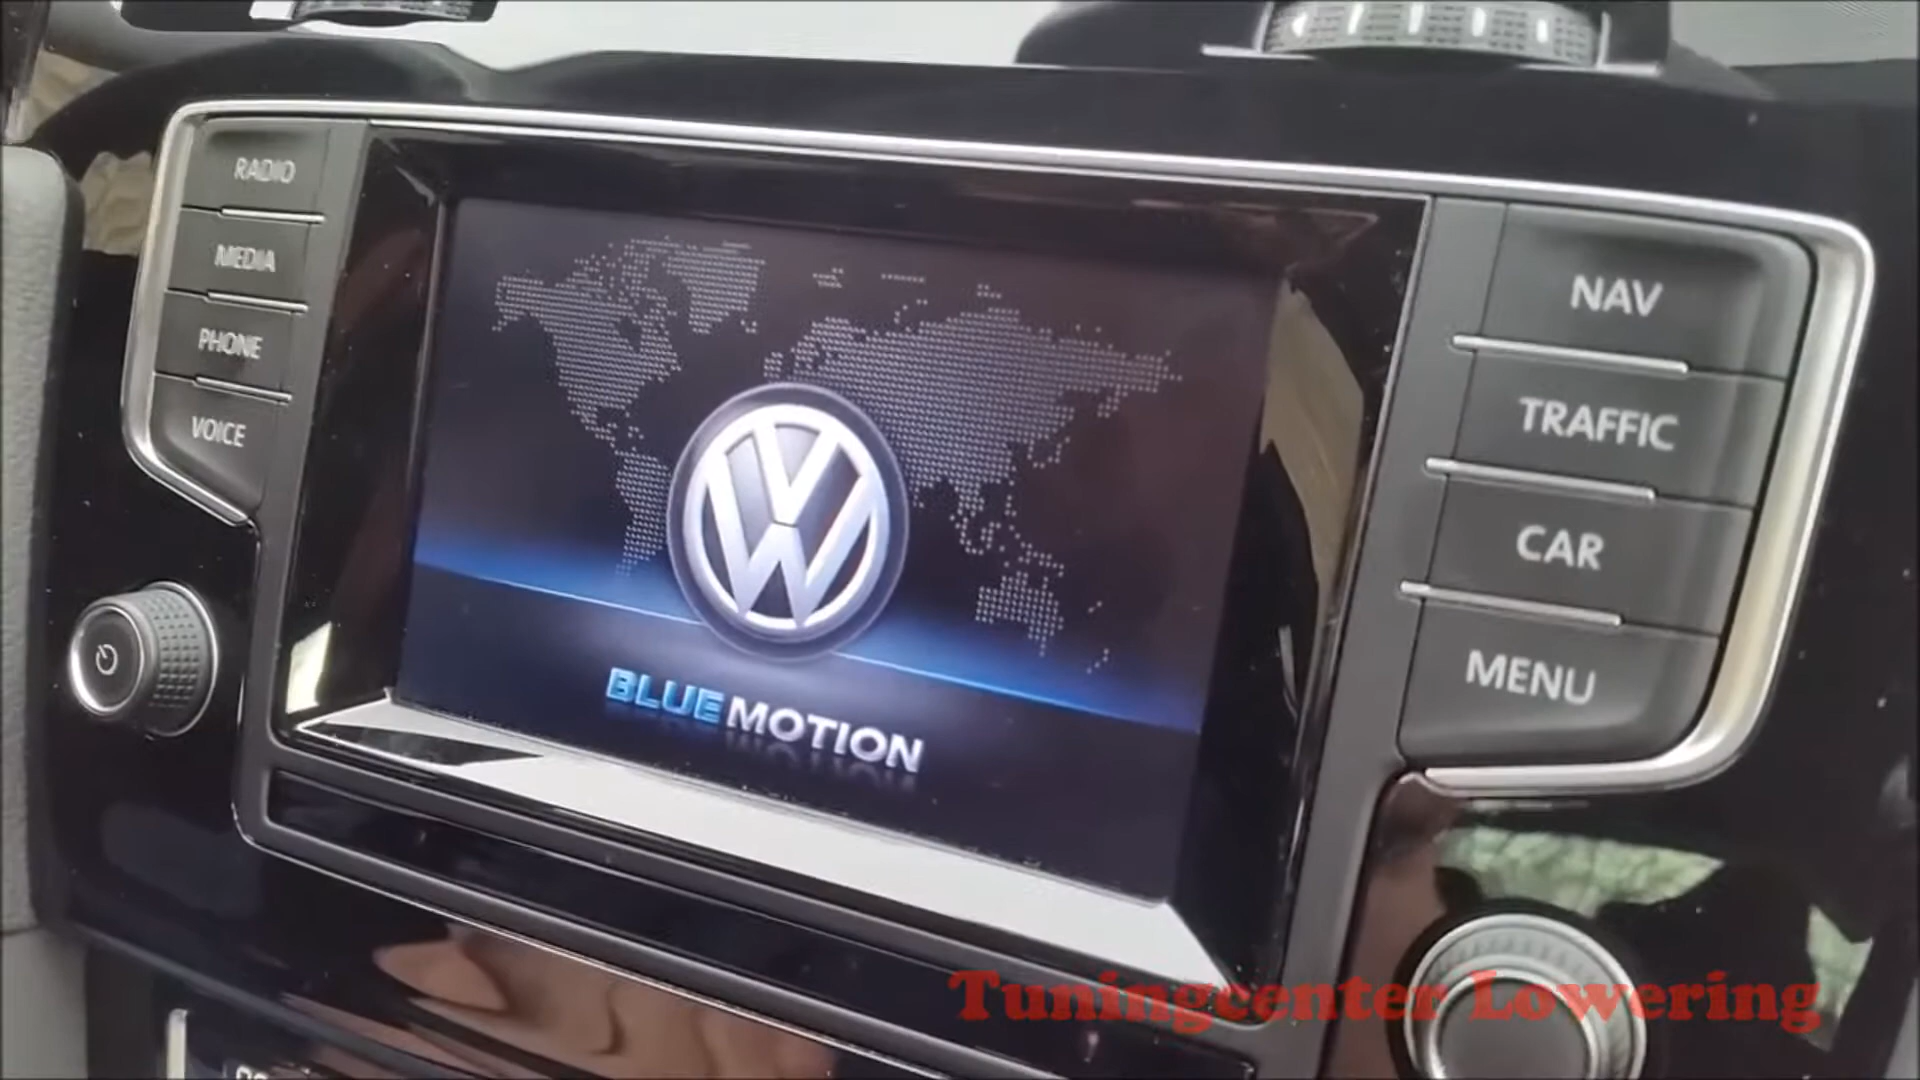 RADIO
MEDIA
PHONE
VOICE
NAV
TRAFFIC
CAR
MENU
BLUEMOTION
Tuningcenter Lowering